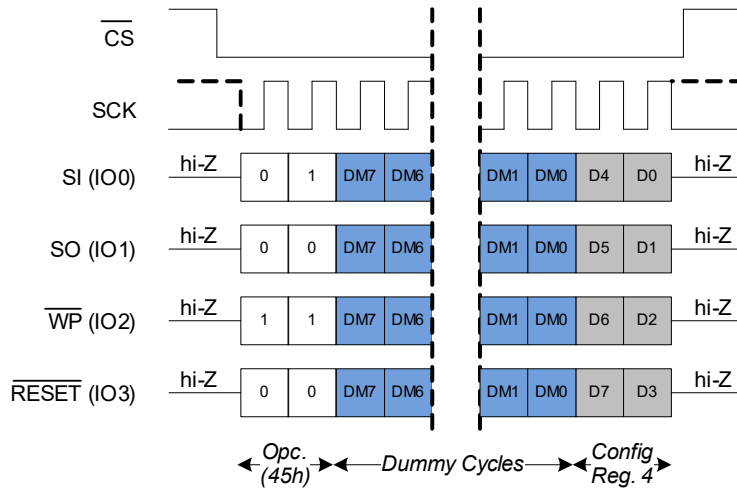 CS
SCK
hi-Z hi-Z
SI (IO0) 0 1 DM7 DM6 DM1 DM0 D4 D0
hi-Z hi-Z
SO (IO1) 0 0 DM7 DM6 DM1 DM0 D5 D1
hi-Z hi-Z
WP (IO2) 1 1 DM7 DM6 DM1 DM0 D6 D2
hi-Z hi-Z
RESET (IO3) 0 0 DM7 DM6 DM1 DM0 D7 D3
Opc. (45h) Dummy Cycles Config Reg. 4